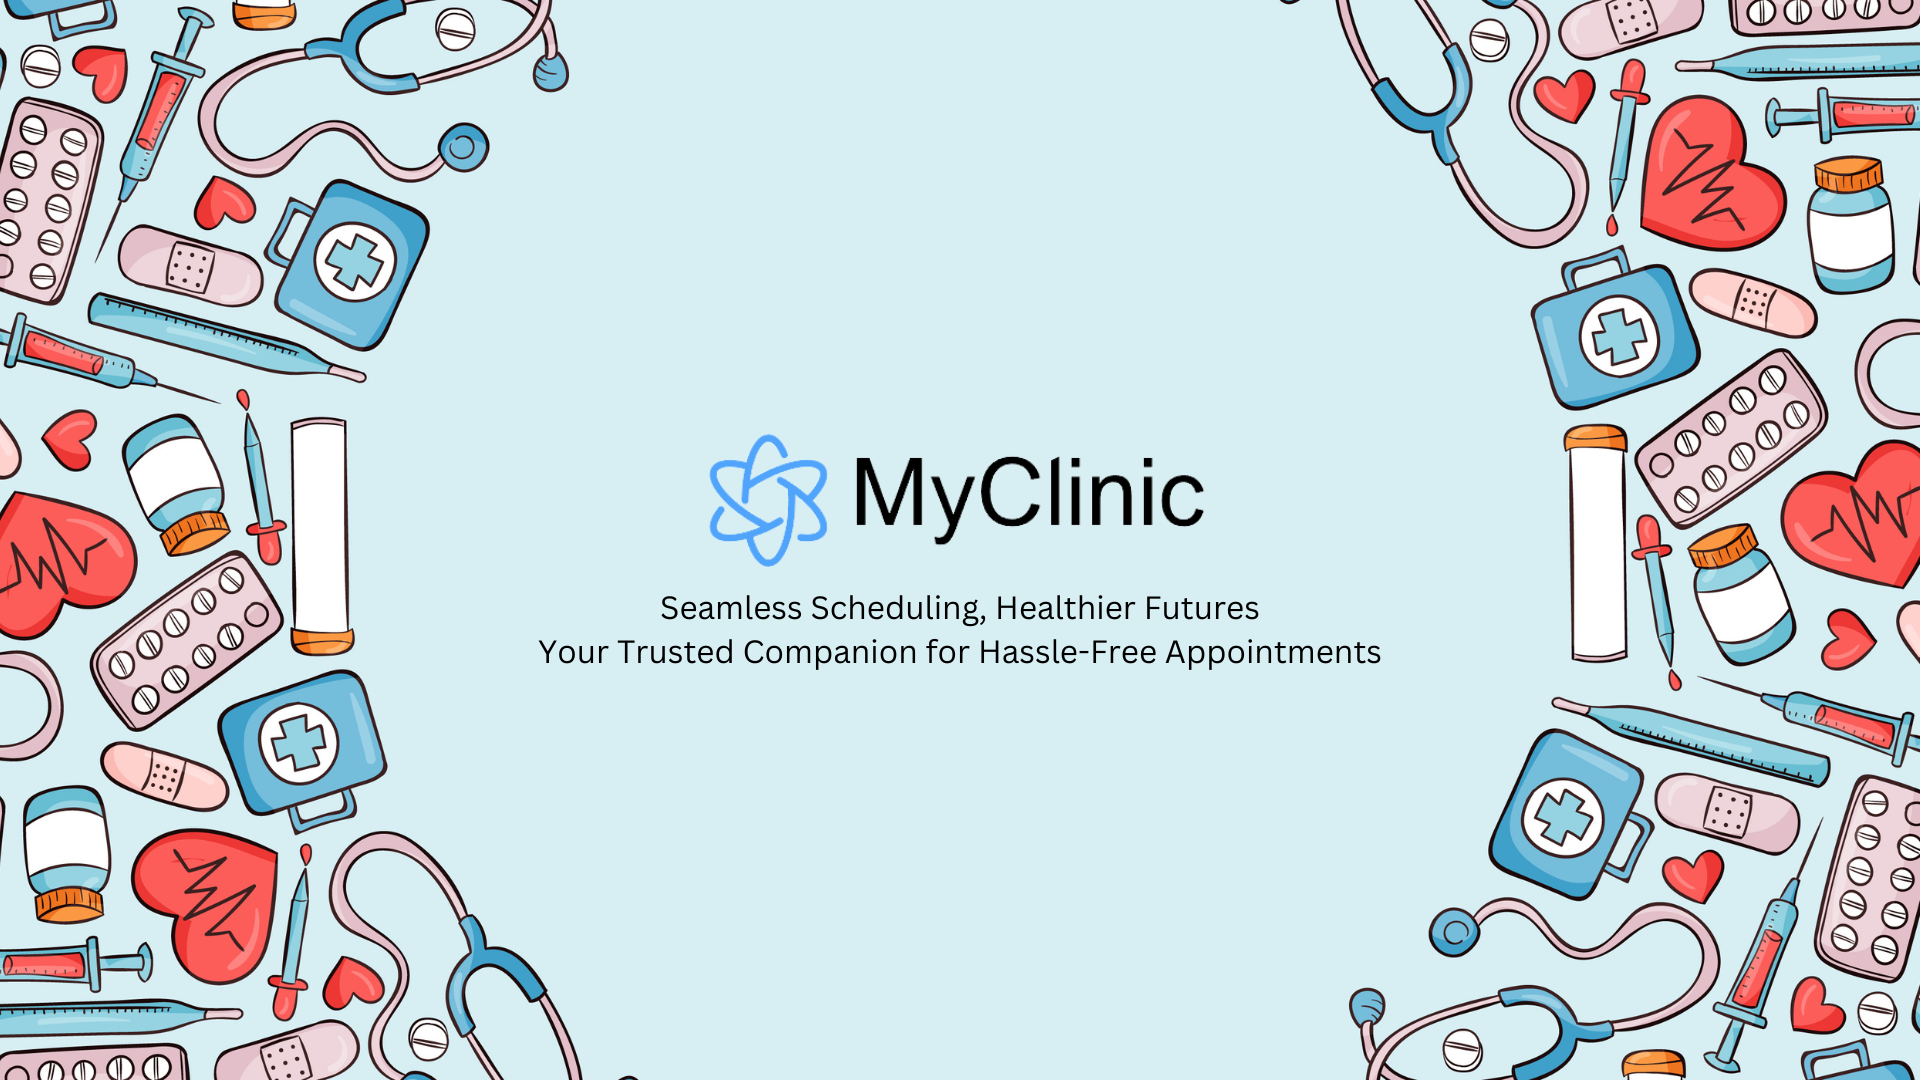 MyClinic
Seamless Scheduling, Healthier Futures
Your Trusted Companion for Hassle-Free Appointments